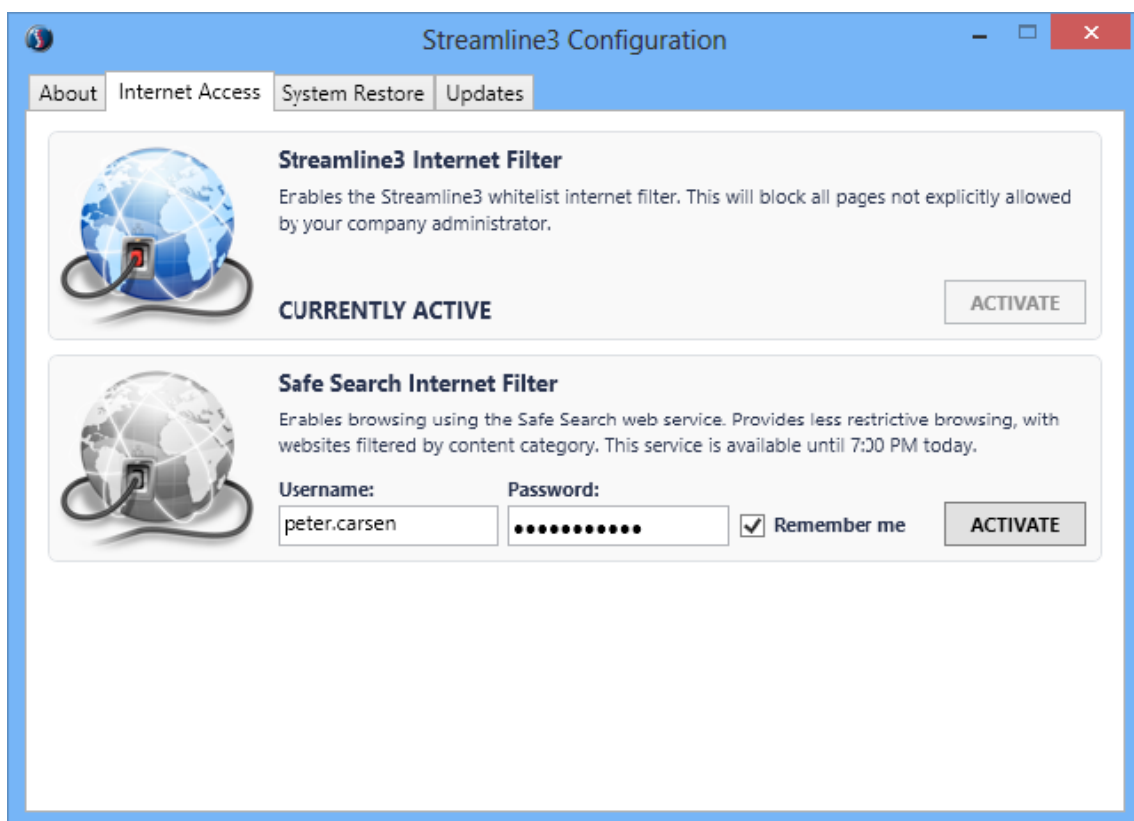 Streamline3 Configuration
About
Internet Access
System Restore
Updates
Streamline3 Internet Filter
Enables the Streamline3 whitelist internet filter. This will block all pages not explicitly allowed
by your company administrator.
CURRENTLY ACTIVE
ACTIVATE
Safe Search Internet Filter
Enables browsing using the Safe Search web service. Provides less restrictive browsing, with
websites filtered by content category. This service is available until 7:00 PM today.
Username:
Password:
peter.carsen
•••••••••••
Remember me
ACTIVATE